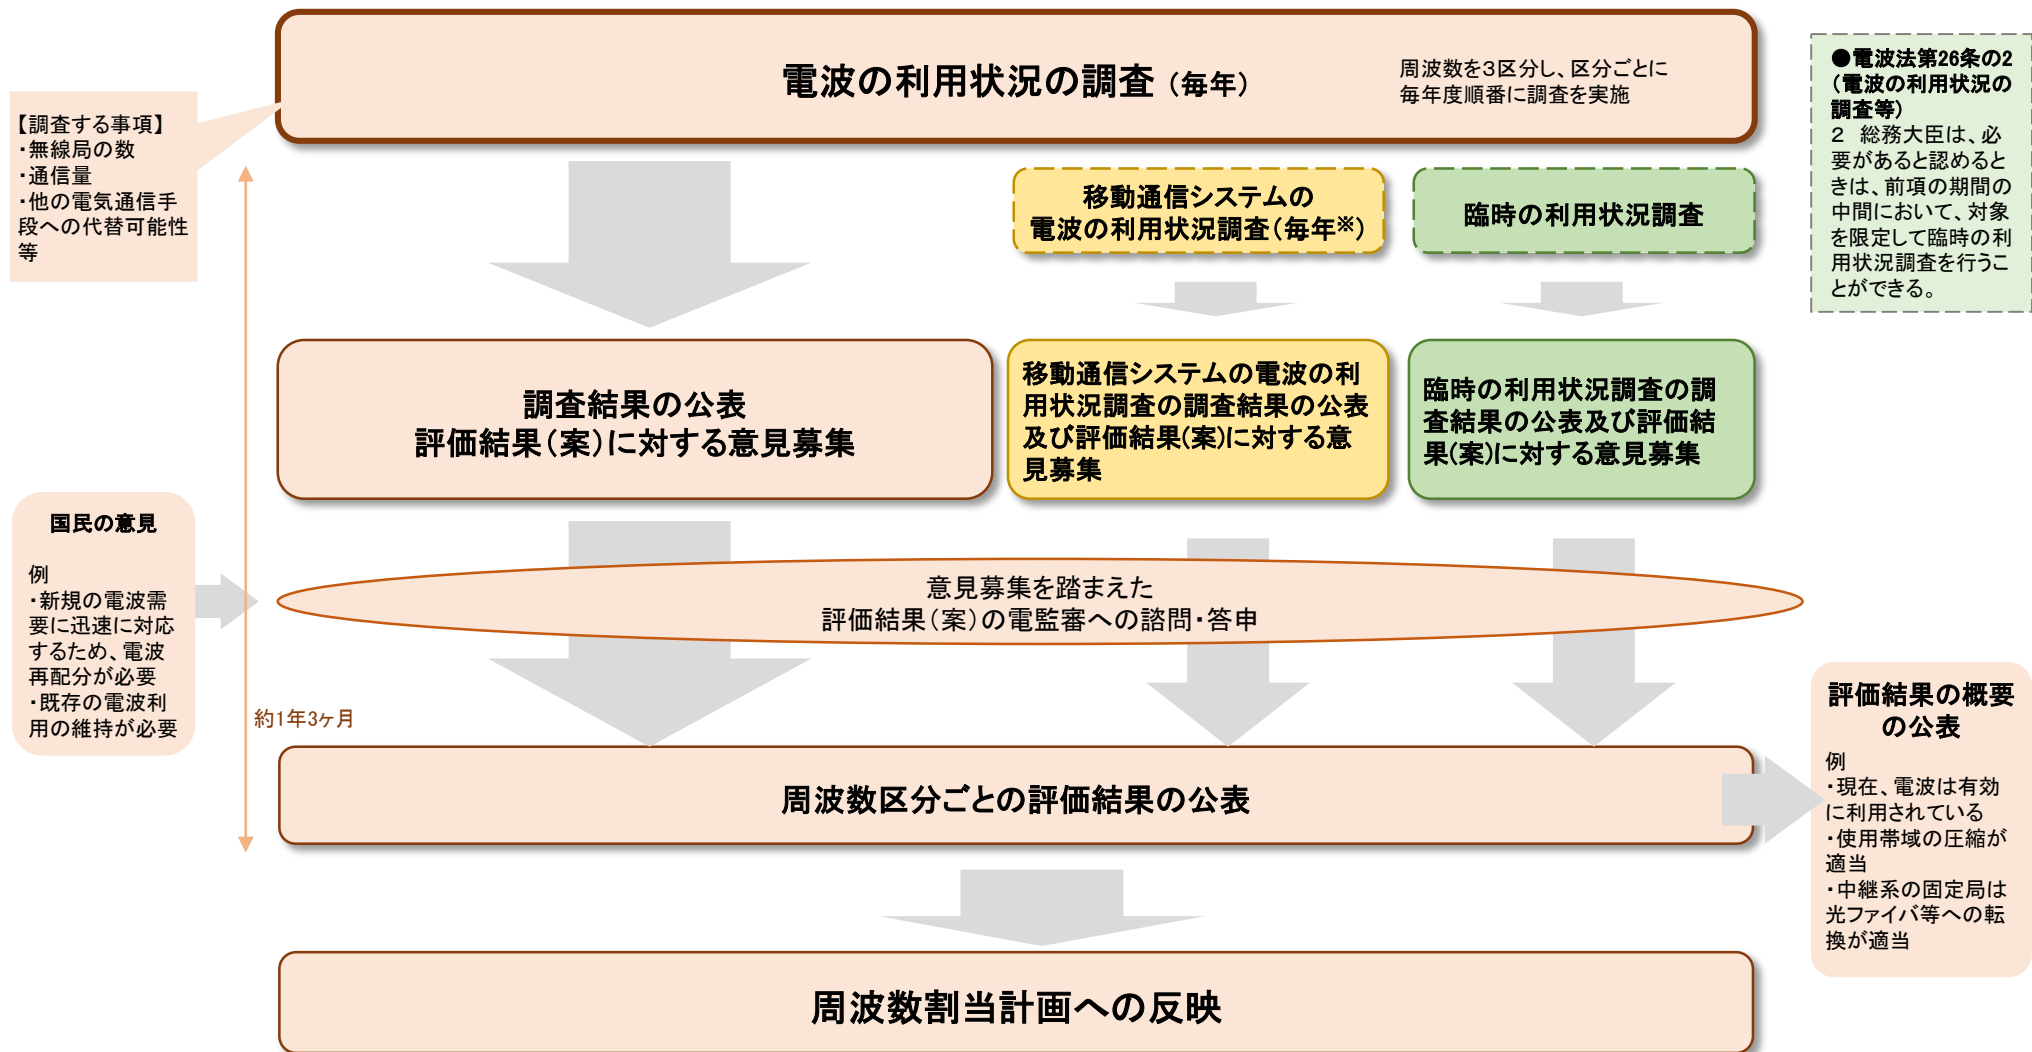 電波の利用状況の調査（毎年）
周波数を3区分し、区分ごとに
毎年度順番に調査を実施
【調査する事項】
・無線局の数
・通信量
・他の電気通信手
段への代替可能性
等
●電波法第26条の2
（電波の利用状況の
調査等）
2　総務大臣は、必
要があると認めると
きは、前項の期間の
中間において、対象
を限定して臨時の利
用状況調査を行うこ
とができる。
移動通信システムの
電波の利用状況調査（毎年※）
臨時の利用状況調査
調査結果の公表
評価結果（案）に対する意見募集
移動通信システムの電波の利
用状況調査の調査結果の公表
及び評価結果(案)に対する意
見募集
臨時の利用状況調査の調
査結果の公表及び評価結
果(案)に対する意見募集
国民の意見
例
・新規の電波需
要に迅速に対応
するため、電波
再配分が必要
・既存の電波利
用の維持が必要
意見募集を踏まえた
評価結果（案）の電監審への諮問・答申
約1年3ヶ月
周波数区分ごとの評価結果の公表
評価結果の概要
の公表
例
・現在、電波は有効
に利用されている
・使用帯域の圧縮が
適当
・中継系の固定局は
光ファイバ等への転
換が適当
周波数割当計画への反映